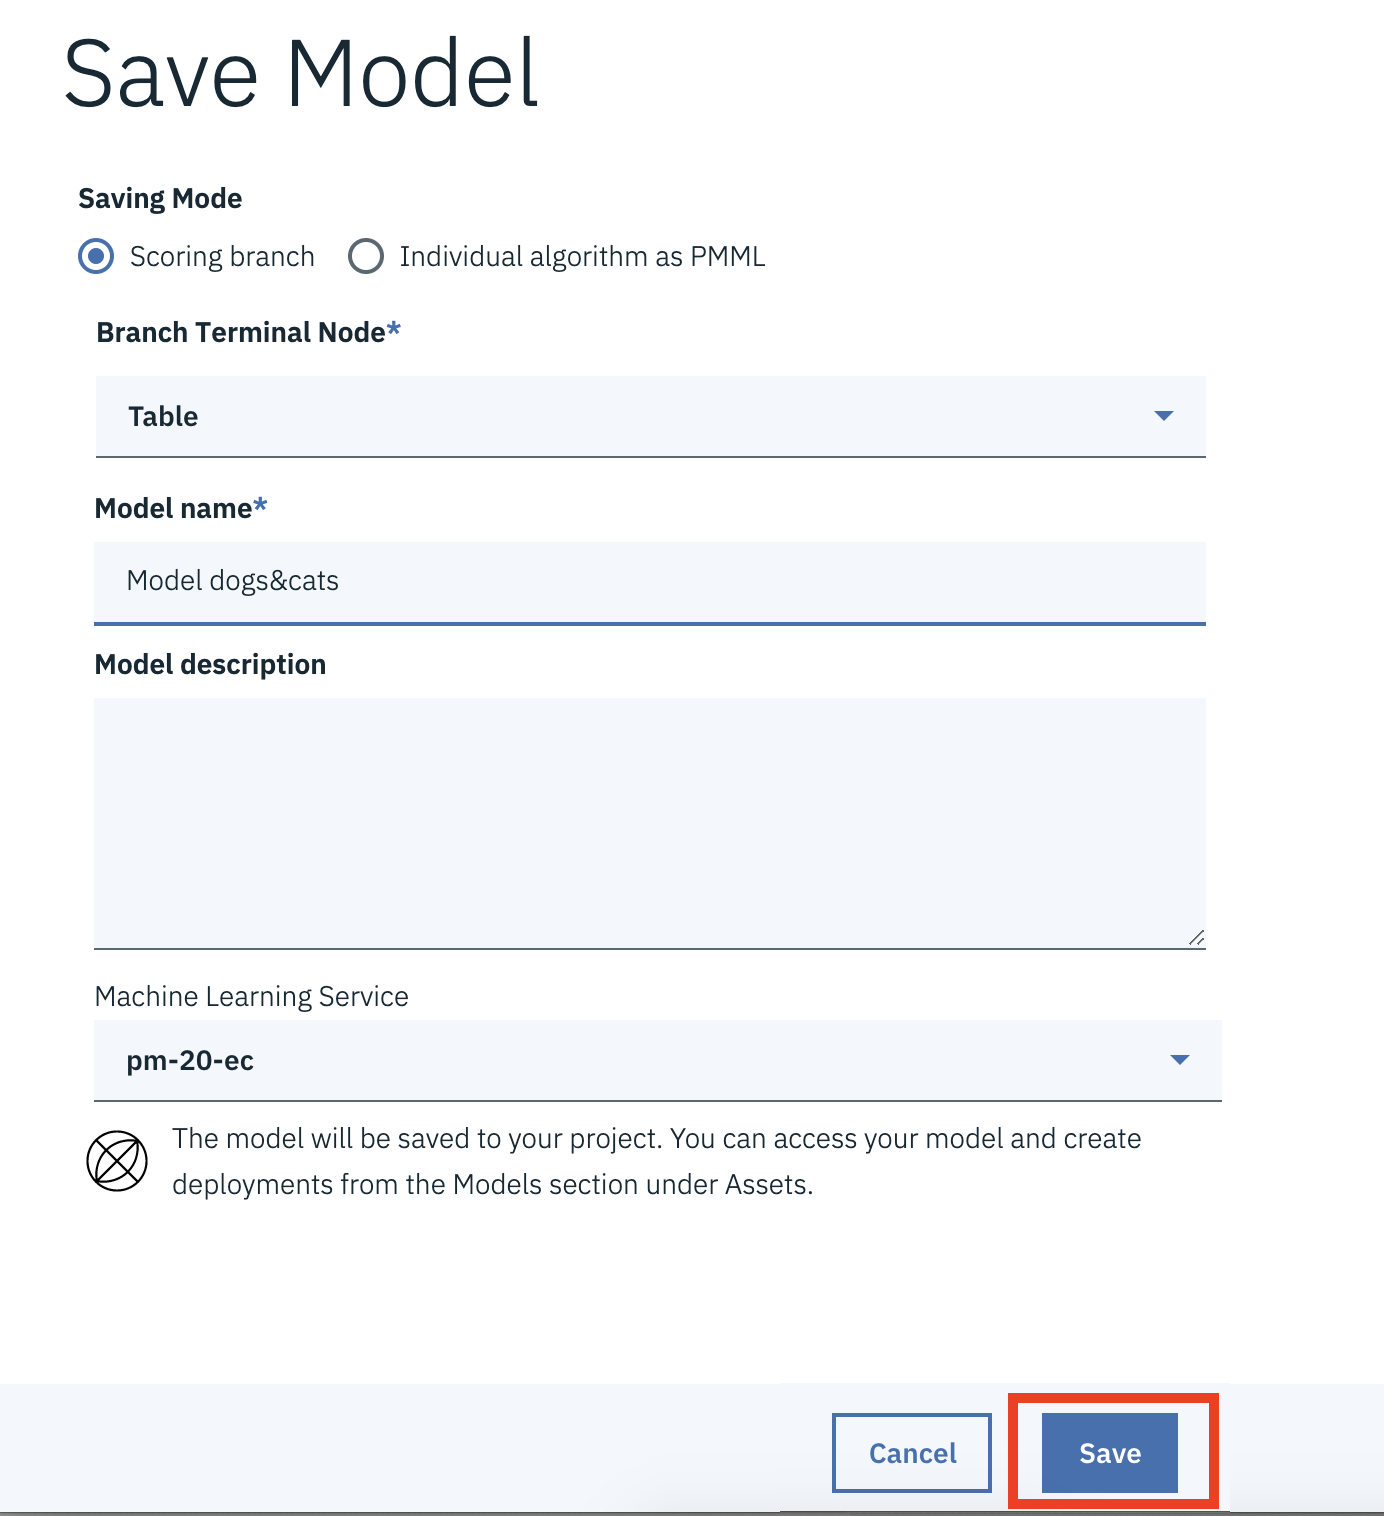 Save Model
Saving Mode
Scoring branch Individual algorithm as PMML
Branch Terminal Node*
Table
Model name*
Model dogs&cats
Model description
Machine Learning Service
pm-20-ec
The model will be saved to your project. You can access your model and create
deployments from the Models section under Assets.
Cancel Save